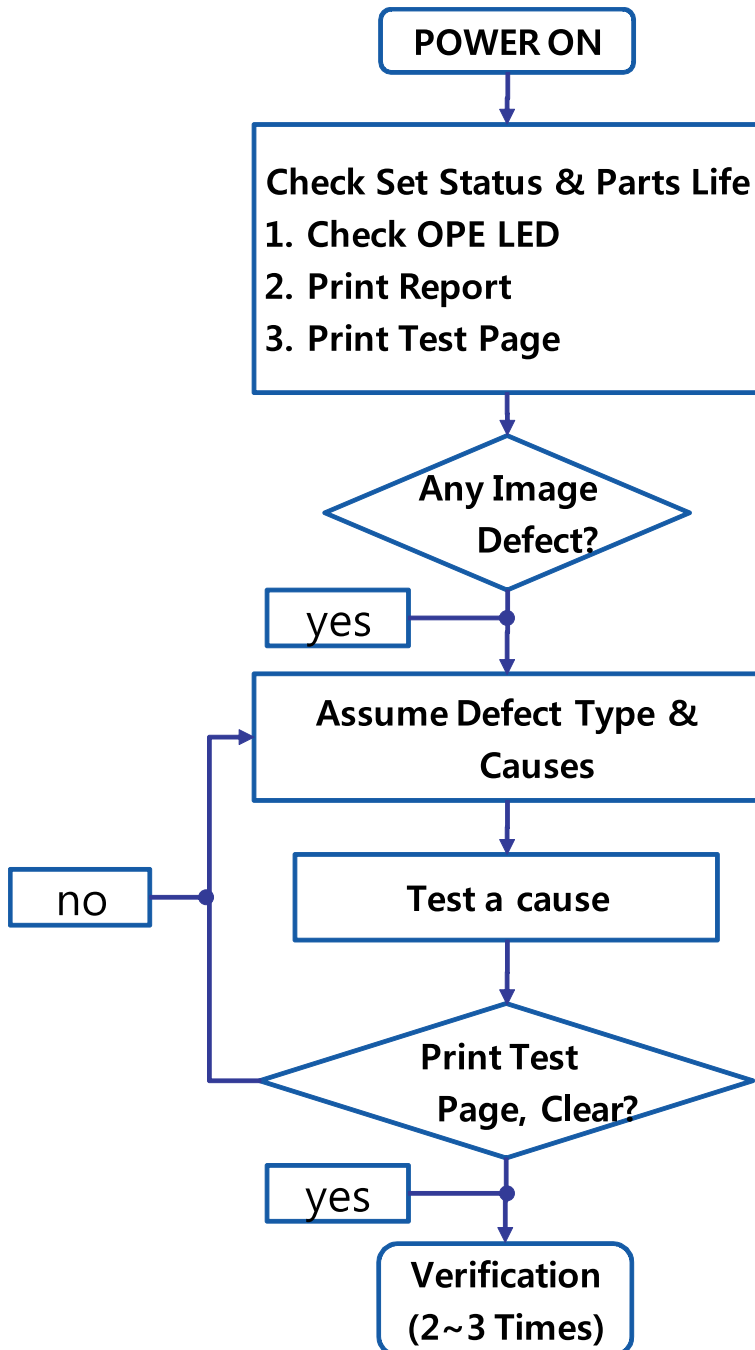 POWER ON
Check Set Status & Parts Life
1. Check OPE LED
2. Print Report
3. Print Test Page
Any Image
Defect?
yes
Assume Defect Type &
Causes
no
Test a cause
Print Test
Page, Clear?
yes
Verification
(2~3 Times)